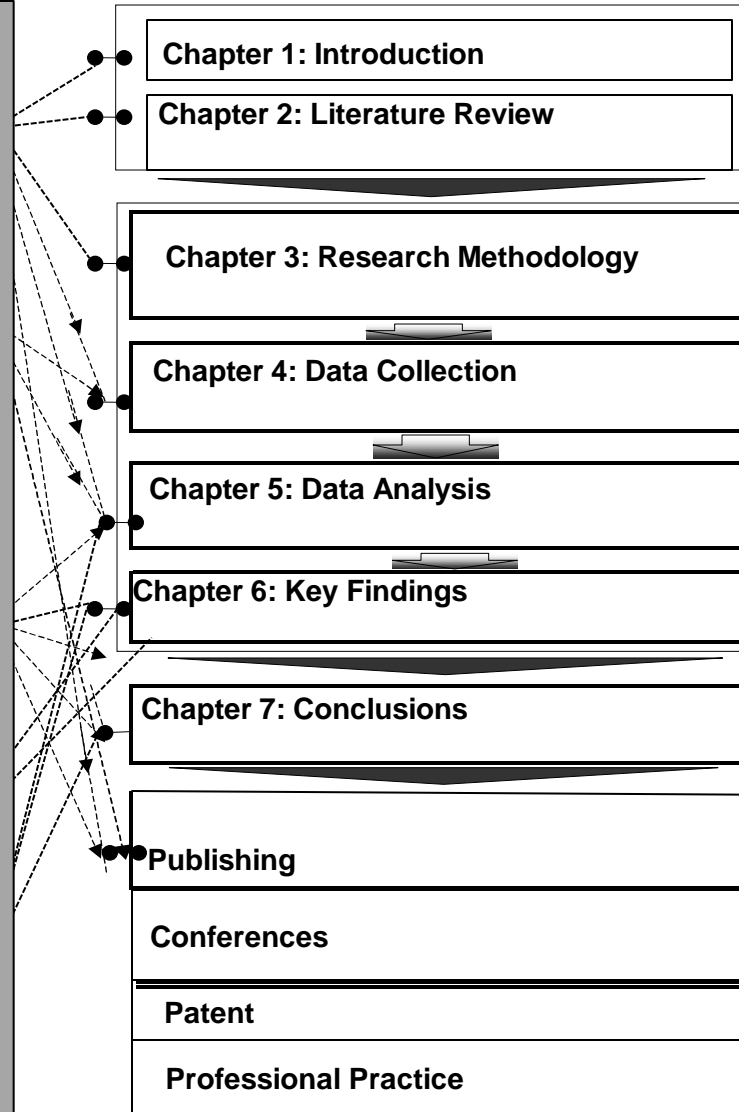 Chapter 1: Introduction
Chapter 2: Literature Review
Chapter 3: Research Methodology
Chapter 4: Data Collection
Chapter 5: Data Analysis
Chapter 6: Key Findings
Chapter 7: Conclusions
Publishing
Conferences
Patent
Professional Practice